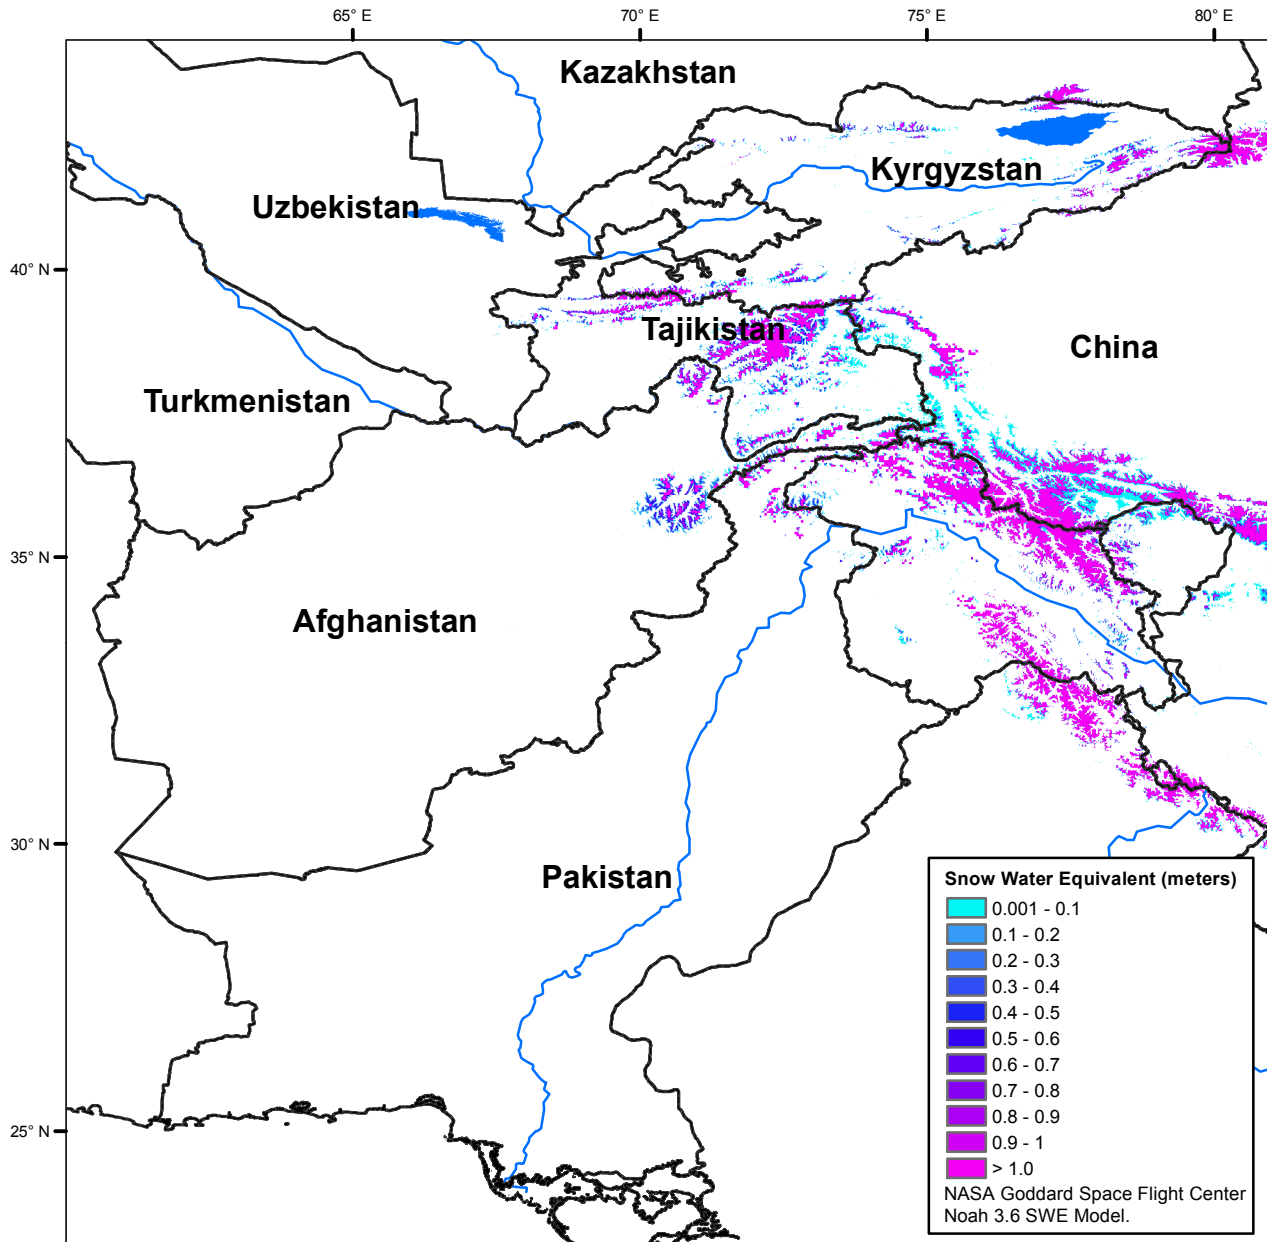 65° E
70° E
75° E
80° E
Kazakhstan
Kyrgyzstan
Uzbekistan
40° N
Tajikistan
China
Turkmenistan
35° N
Afghanistan
30° N
Pakistan
25° N
Snow Water Equivalent (meters)
0.001 - 0.1
0.1 - 0.2
0.2 - 0.3
0.3 - 0.4
0.4 - 0.5
0.5 - 0.6
0.6 - 0.7
0.7 - 0.8
0.8 - 0.9
0.9 - 1
> 1.0
NASA Goddard Space Flight Center
Noah 3.6 SWE Model.